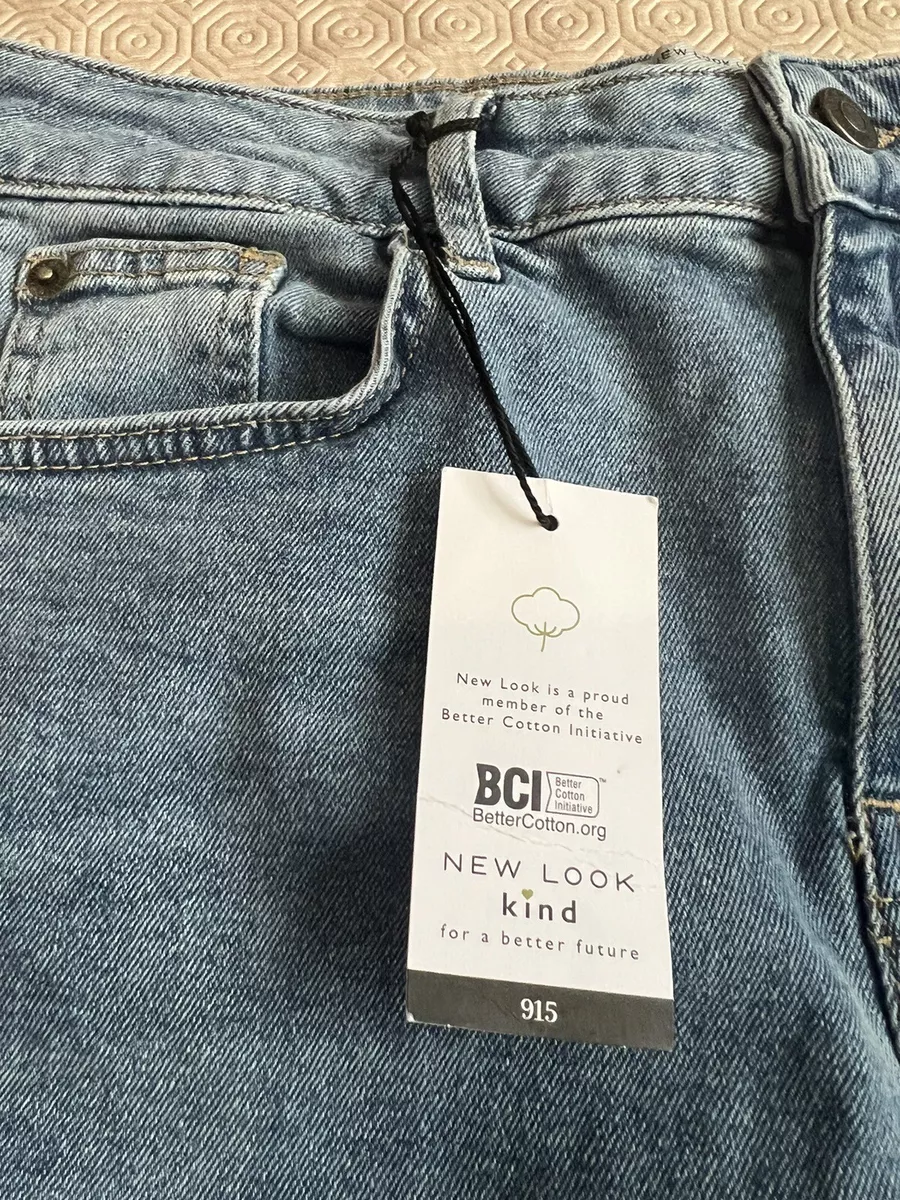 New Look is a proud
member of the
Better Cotton Initiative
BCI
Better
Cotton
Initiative™
BetterCotton.org
NEW LOOK
kind
for a better future
915